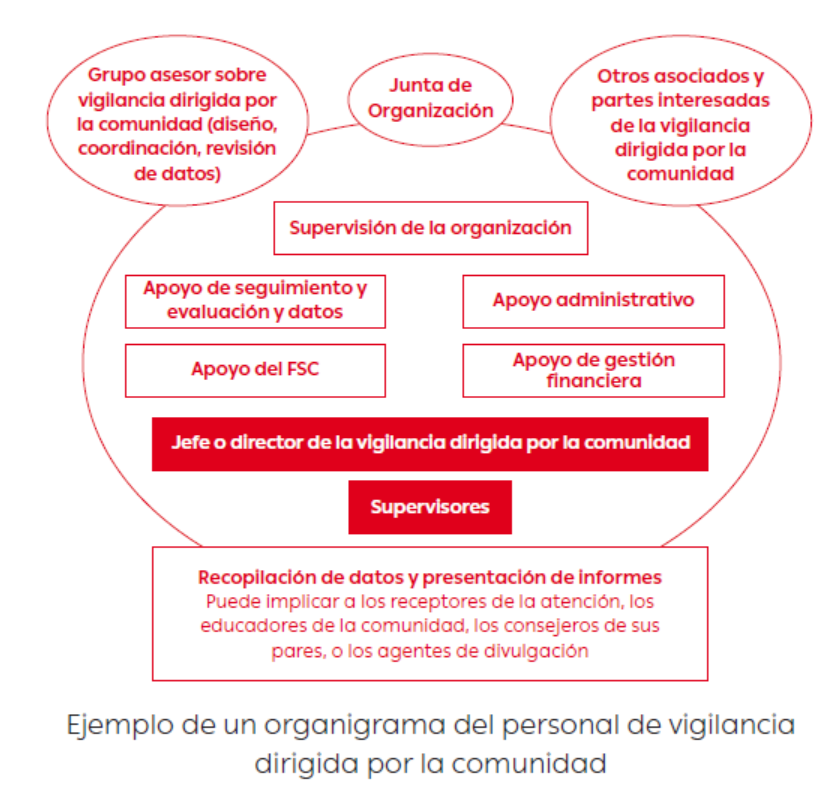 Grupo asesor sobre
vigilancia dirigida por
la comunidad (diseño,
coordinación, revisión
de datos)
Junta de
Organización
Otros asociados y
partes interesadas
de la vigilancia
dirigida por la
comunidad
Supervisión de la organización
Apoyo de seguimiento y
evaluación y datos
Apoyo administrativo
Apoyo del FSC
Apoyo de gestión
financiera
Jefe o director de la vigilancia dirigida por la comunidad
Supervisores
Recopilación de datos y presentación de informes
Puede implicar a los receptores de la atención, los
educadores de la comunidad, los consejeros de sus
pares, o los agentes de divulgación
Ejemplo de un organigrama del personal de vigilancia
dirigida por la comunidad